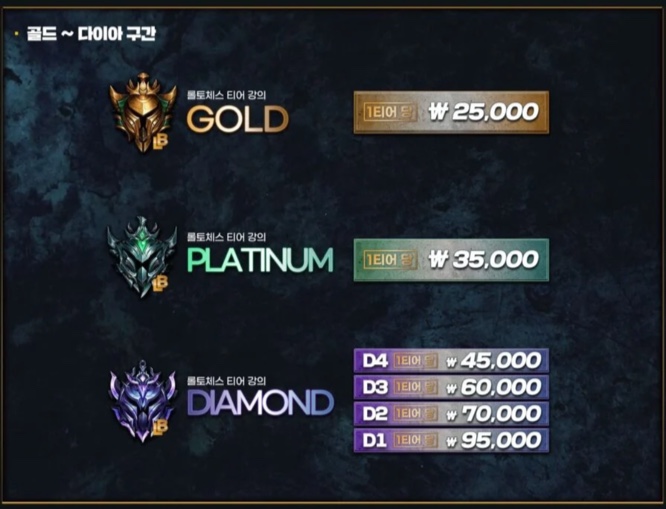 • 골드 ~ 다이아 구간
롤토체스 티어 강의
GOLD
1티어 당 ₩ 25,000
LB
롤토체스 티어 강의
PLATINUM
1티어 당 ₩ 35,000
LB
롤토체스 티어 강의
DIAMOND
D4 1티어 당 ₩ 45,000
D3 1티어 당 ₩ 60,000
D2 1티어 당 ₩ 70,000
D1 1티어 당 ₩ 95,000
LB